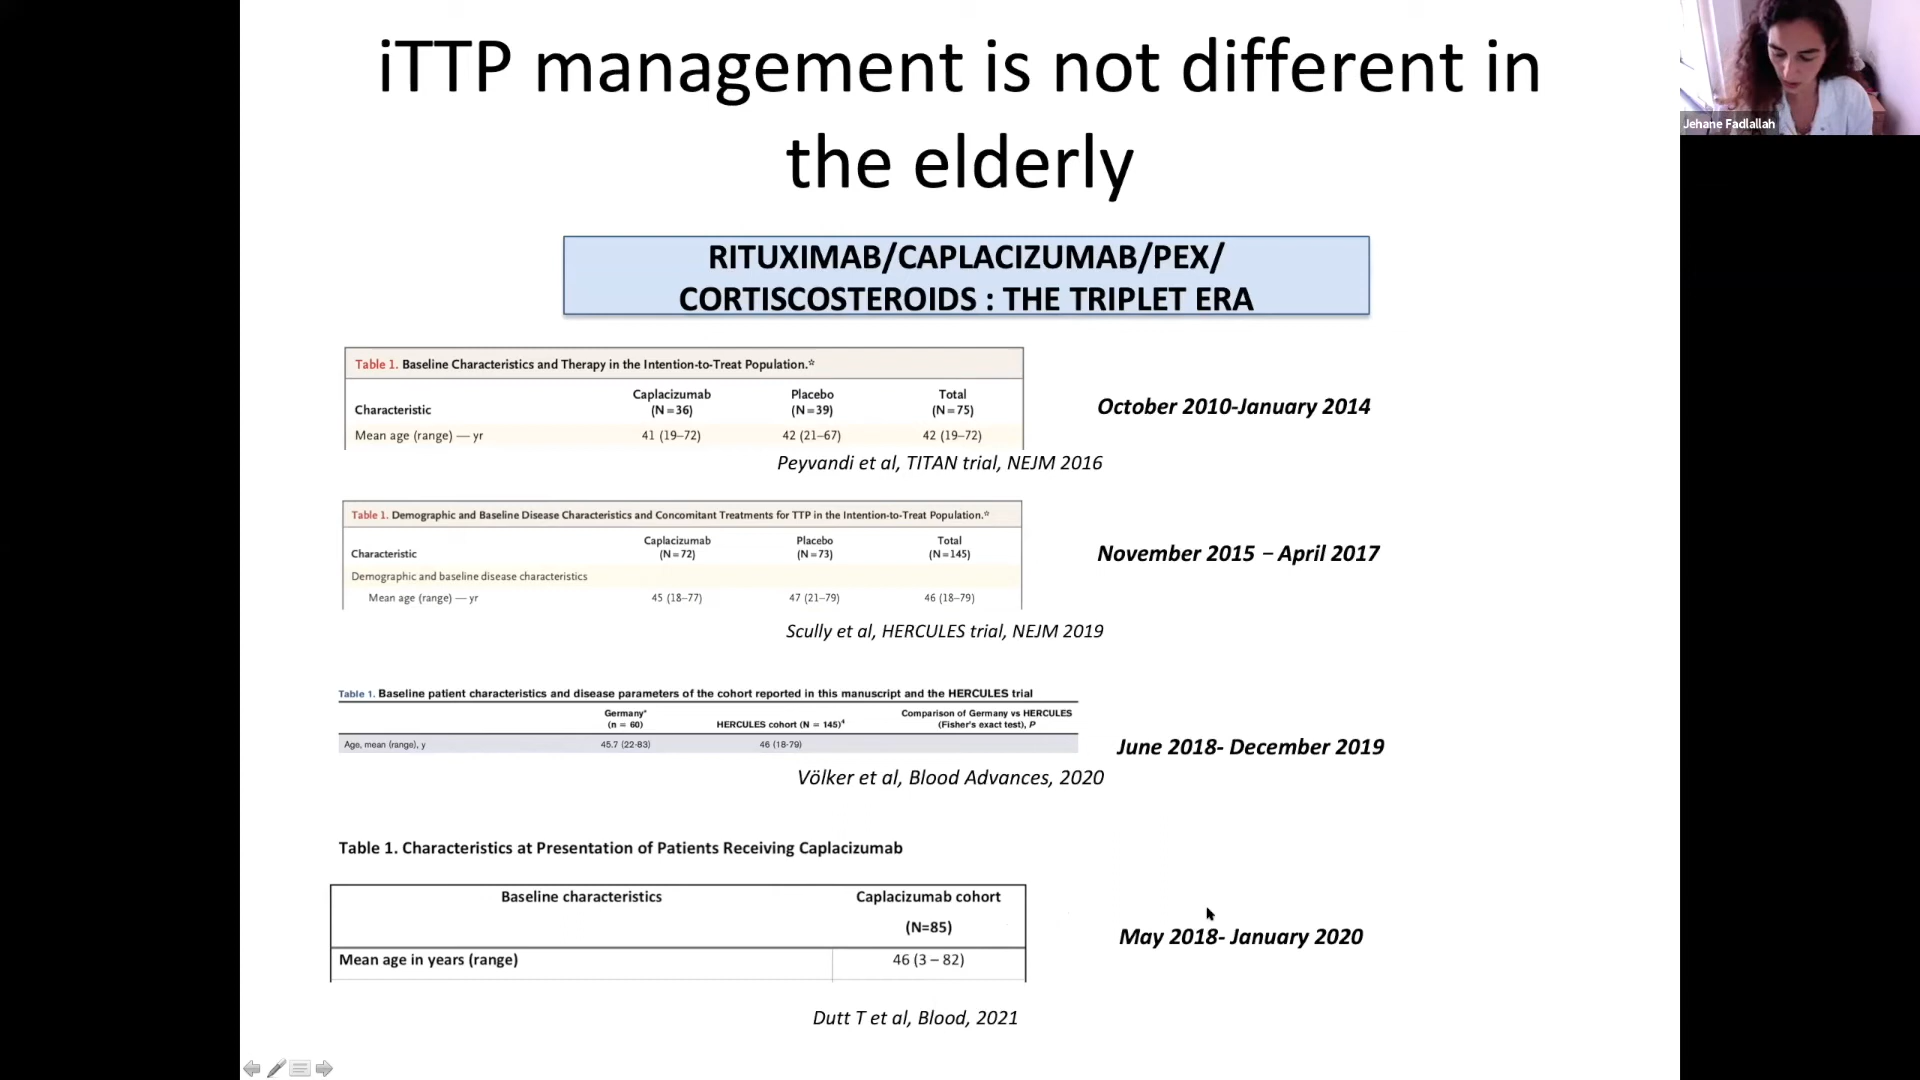 iTTP management is not different in
the elderly
Jehane Fadlallah
RITUXIMAB/CAPLACIZUMAB/PEX/
CORTISCOSTEROIDS : THE TRIPLET ERA
Table 1. Baseline Characteristics and Therapy in the Intention-to-Treat Population.☆
Characteristic Caplacizumab (N=36) Placebo (N=39) Total (N=75)
Mean age (range) — yr 41 (19–72) 42 (21–67) 42 (19–72)
October 2010-January 2014
Peyvandi et al, TITAN trial, NEJM 2016
Table 1. Demographic and Baseline Disease Characteristics and Concomitant Treatments for TTP in the Intention-to-Treat Population.☆
Characteristic Caplacizumab (N=72) Placebo (N=73) Total (N=145)
Demographic and baseline disease characteristics
Mean age (range) — yr 45 (18–77) 47 (21–79) 46 (18–79)
November 2015 – April 2017
Scully et al, HERCULES trial, NEJM 2019
Table 1. Baseline patient characteristics and disease parameters of the cohort reported in this manuscript and the HERCULES trial
Germany* (n = 60) HERCULES cohort (N = 145)⁴ Comparison of Germany vs HERCULES (Fisher's exact test), P
Age, mean (range), y 45.7 (22-83) 46 (18-79)
June 2018- December 2019
Völker et al, Blood Advances, 2020
Table 1. Characteristics at Presentation of Patients Receiving Caplacizumab
Baseline characteristics Caplacizumab cohort
(N=85)
Mean age in years (range) 46 (3 – 82)
May 2018- January 2020
Dutt T et al, Blood, 2021